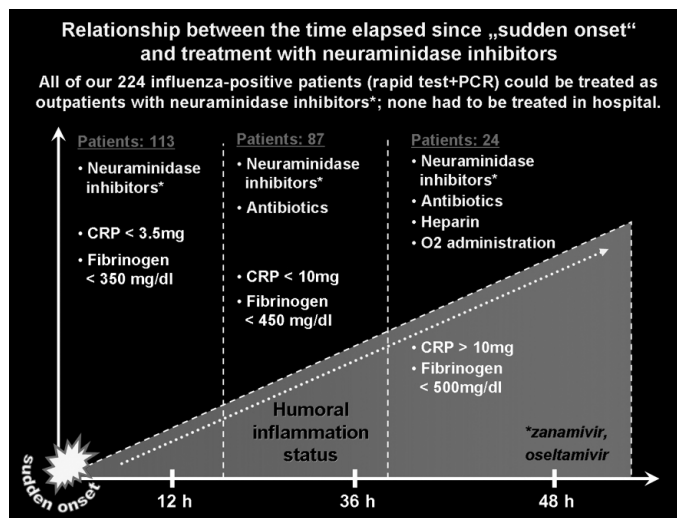 Relationship between the time elapsed since „sudden onset“
and treatment with neuraminidase inhibitors
All of our 224 influenza-positive patients (rapid test+PCR) could be treated as
outpatients with neuraminidase inhibitors*; none had to be treated in hospital.
Patients: 113
• Neuraminidase
inhibitors*
• CRP < 3.5mg
• Fibrinogen
< 350 mg/dl
Patients: 87
• Neuraminidase
inhibitors*
• Antibiotics
• CRP < 10mg
• Fibrinogen
< 450 mg/dl
Patients: 24
• Neuraminidase
inhibitors*
• Antibiotics
• Heparin
• O2 administration
• CRP > 10mg
• Fibrinogen
< 500mg/dl
Humoral
inflammation
status
*zanamivir,
oseltamivir
sudden onset
12 h
36 h
48 h